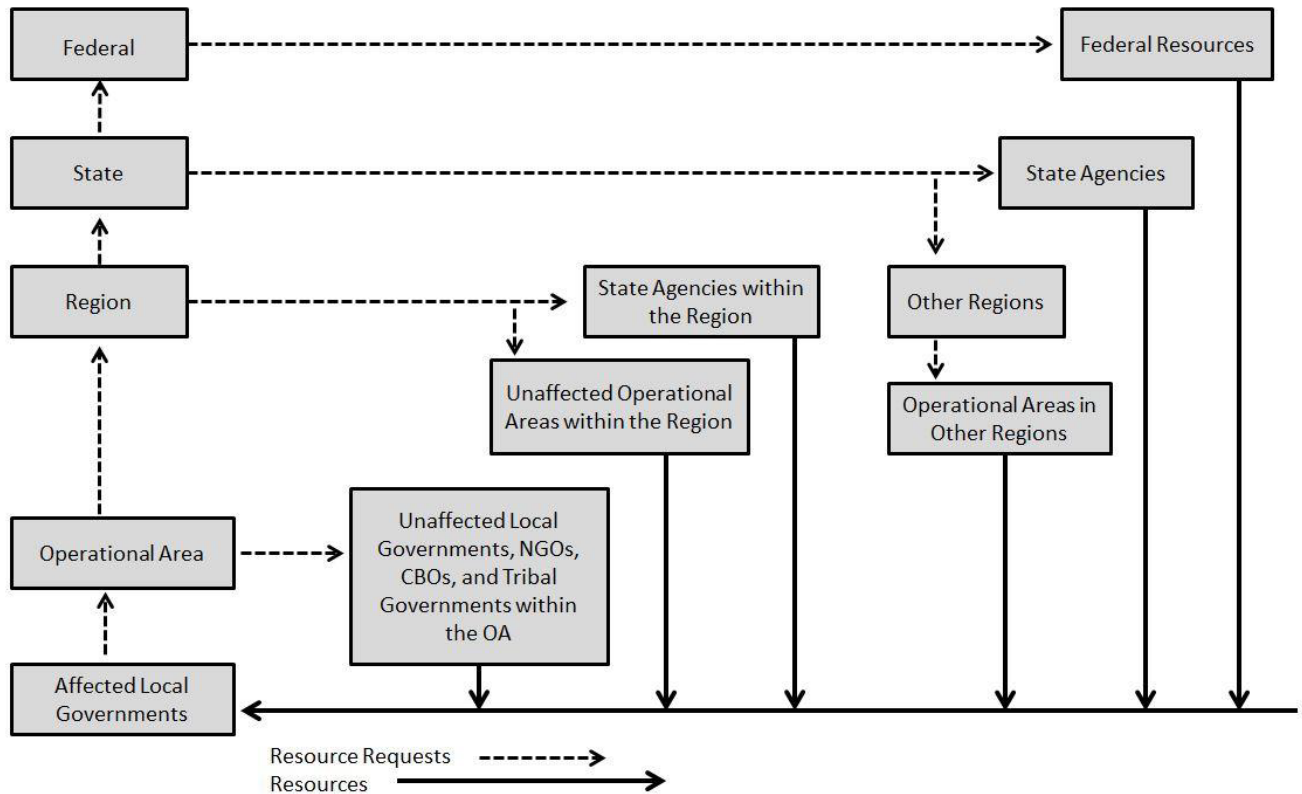 Federal
Federal Resources
State
State Agencies
Region
State Agencies within
the Region
Other Regions
Unaffected Operational
Areas within the Region
Operational Areas in
Other Regions
Operational Area
Unaffected Local
Governments, NGOs,
CBOs, and Tribal
Governments within
the OA
Affected Local
Governments
Resource Requests
Resources